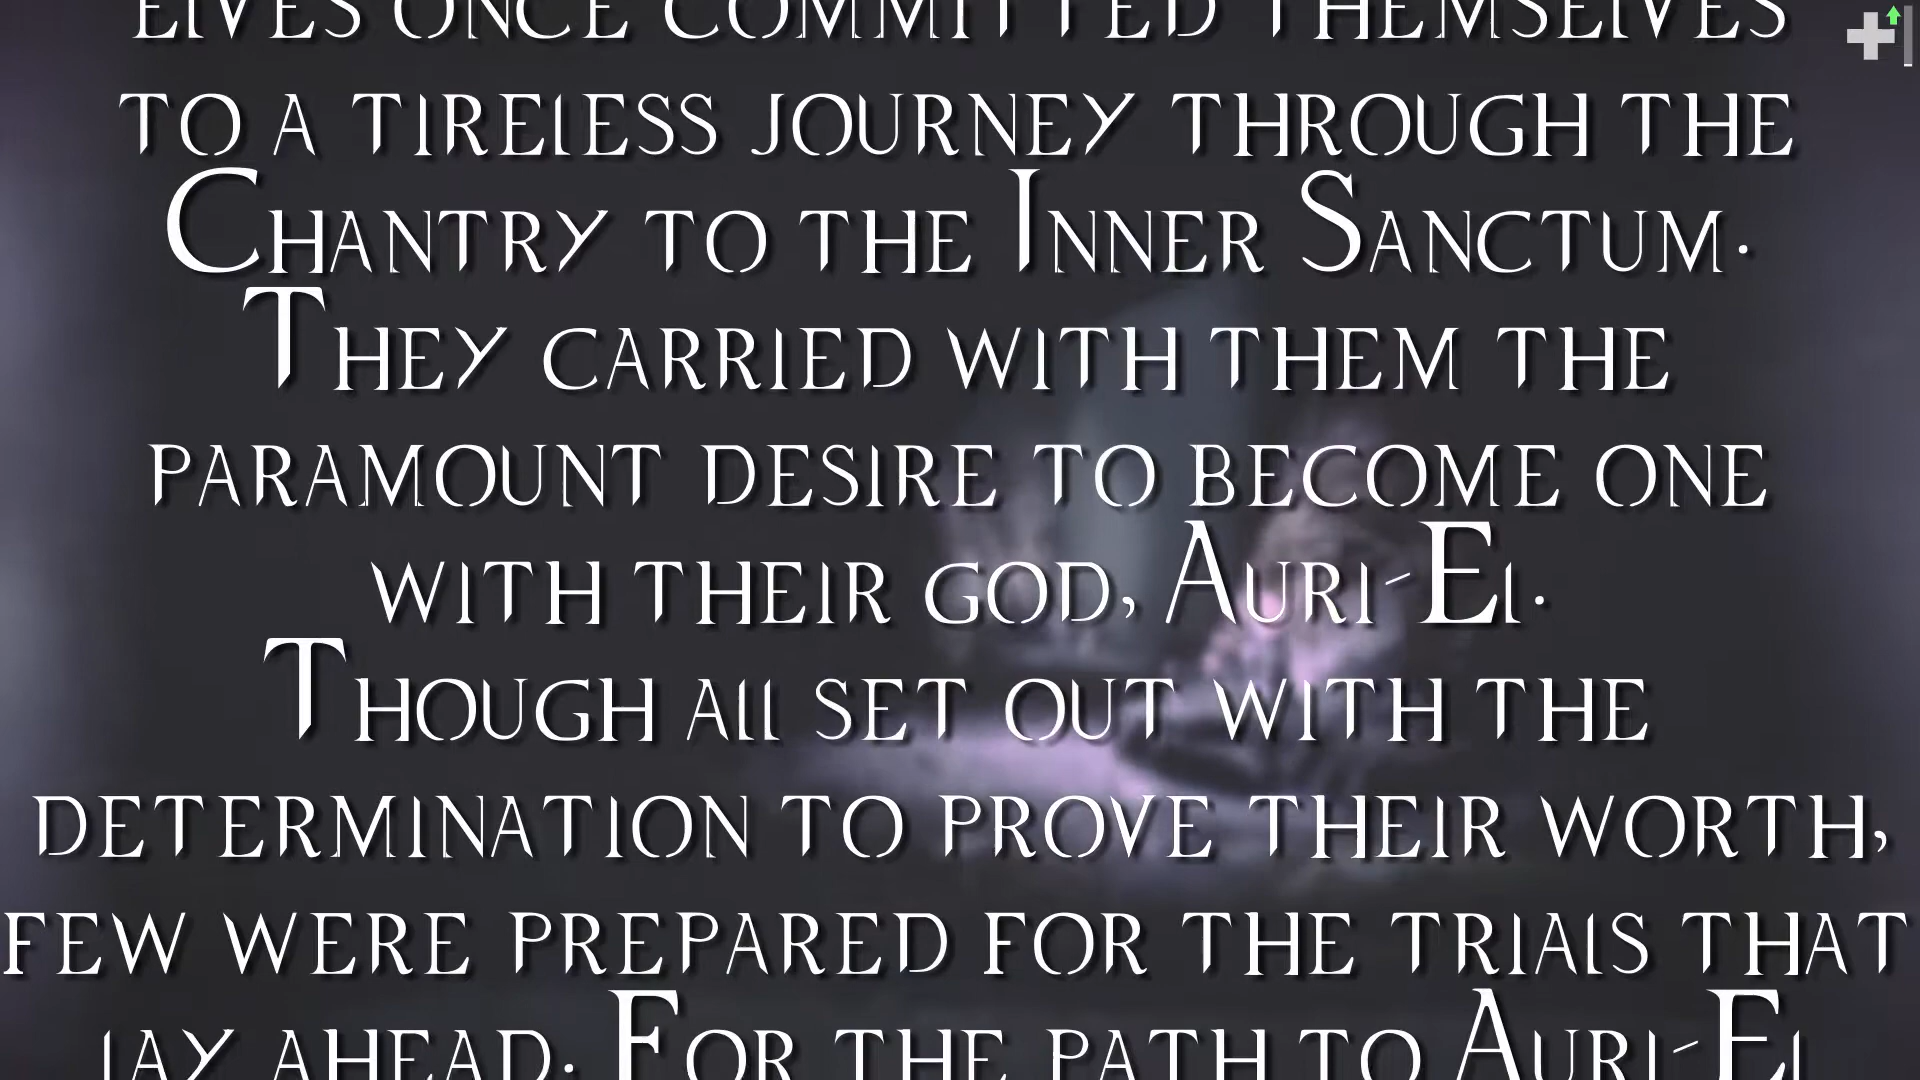 ELVES ONCE COMMITTED THEMSELVES
TO A TIRELESS JOURNEY THROUGH THE
CHANTRY TO THE INNER SANCTUM.
THEY CARRIED WITH THEM THE
PARAMOUNT DESIRE TO BECOME ONE
WITH THEIR GOD, AURI-EL.
THOUGH ALL SET OUT WITH THE
DETERMINATION TO PROVE THEIR WORTH,
FEW WERE PREPARED FOR THE TRIALS THAT
LAY AHEAD. FOR THE PATH TO AURI-EL